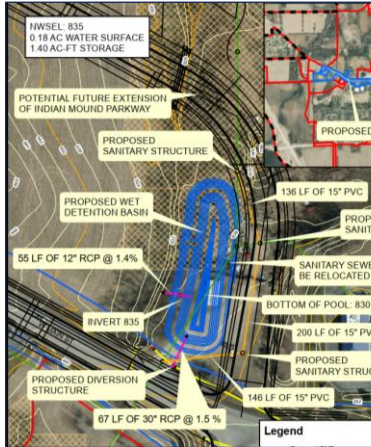 NWSEL: 835
0.18 AC WATER SURFACE
1.40 AC-FT STORAGE
POTENTIAL FUTURE EXTENSION
OF INDIAN MOUND PARKWAY
PROPOSED
PROPOSED
SANITARY STRUCTURE
136 LF OF 15" PVC
PROPOSED WET
DETENTION BASIN
PROP
SANIT
55 LF OF 12" RCP @ 1.4%
SANITARY SEWE
BE RELOCATED
INVERT 835
BOTTOM OF POOL: 830
200 LF OF 15" PV
PROPOSED DIVERSION
STRUCTURE
PROPOSED
SANITARY STRUC
146 LF OF 15" PVC
67 LF OF 30" RCP @ 1.5 %
Legend